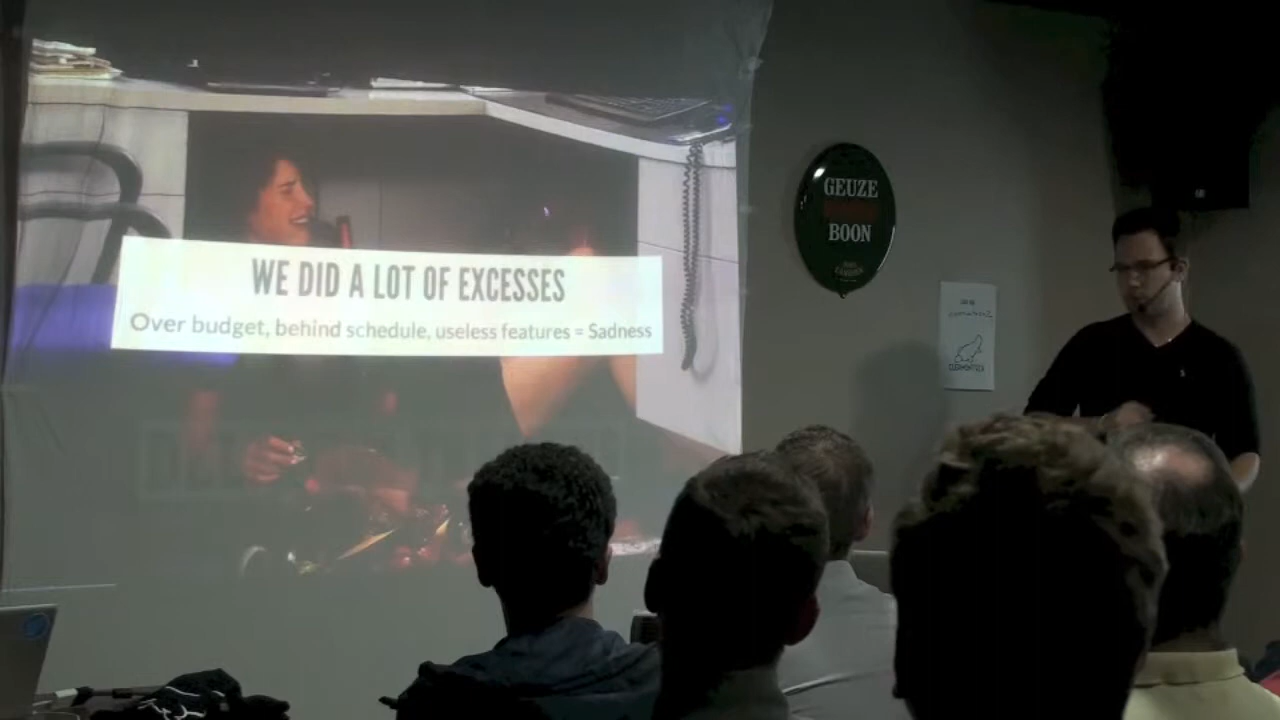 WE DID A LOT OF EXCESSES
Over budget, behind schedule, useless features = Sadness
GEUZE
BOON